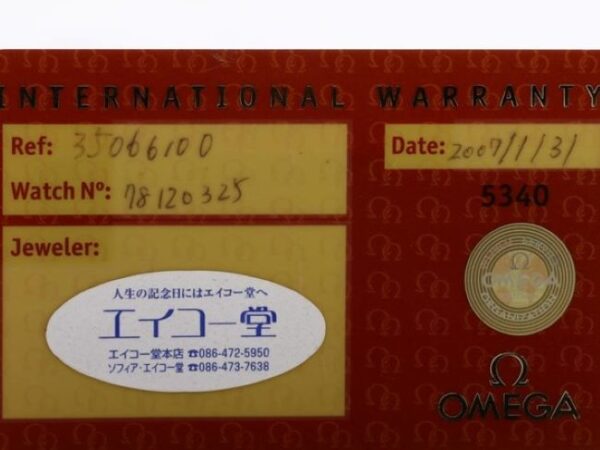 INTERNATIONAL WARRANTY
Ref: 35066100
Date: 2007/1/31
Watch Nº: 78120325
5340
Jeweler:
人生の記念日にはエイコー堂へ
エイコー堂
エイコー堂本店 ☎086-472-5950
ソフィア・エイコー堂 ☎086-473-7638
Ω
OMEGA
Ω
OMEGA